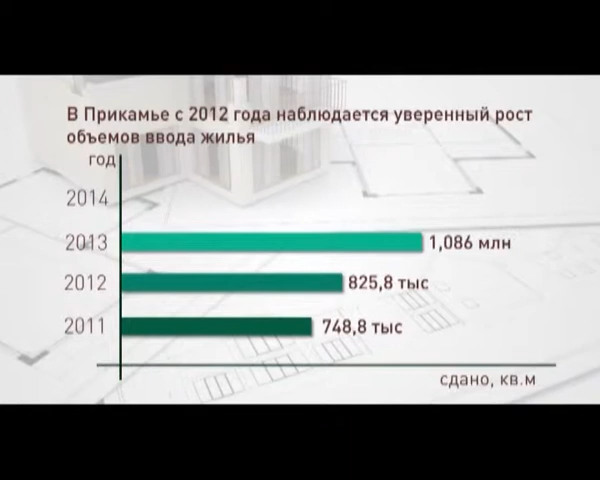 В Прикамье с 2012 года наблюдается уверенный рост
объемов ввода жилья
год
2014
2013 1,086 млн
2012 825,8 тыс
2011 748,8 тыс
сдано, кв.м